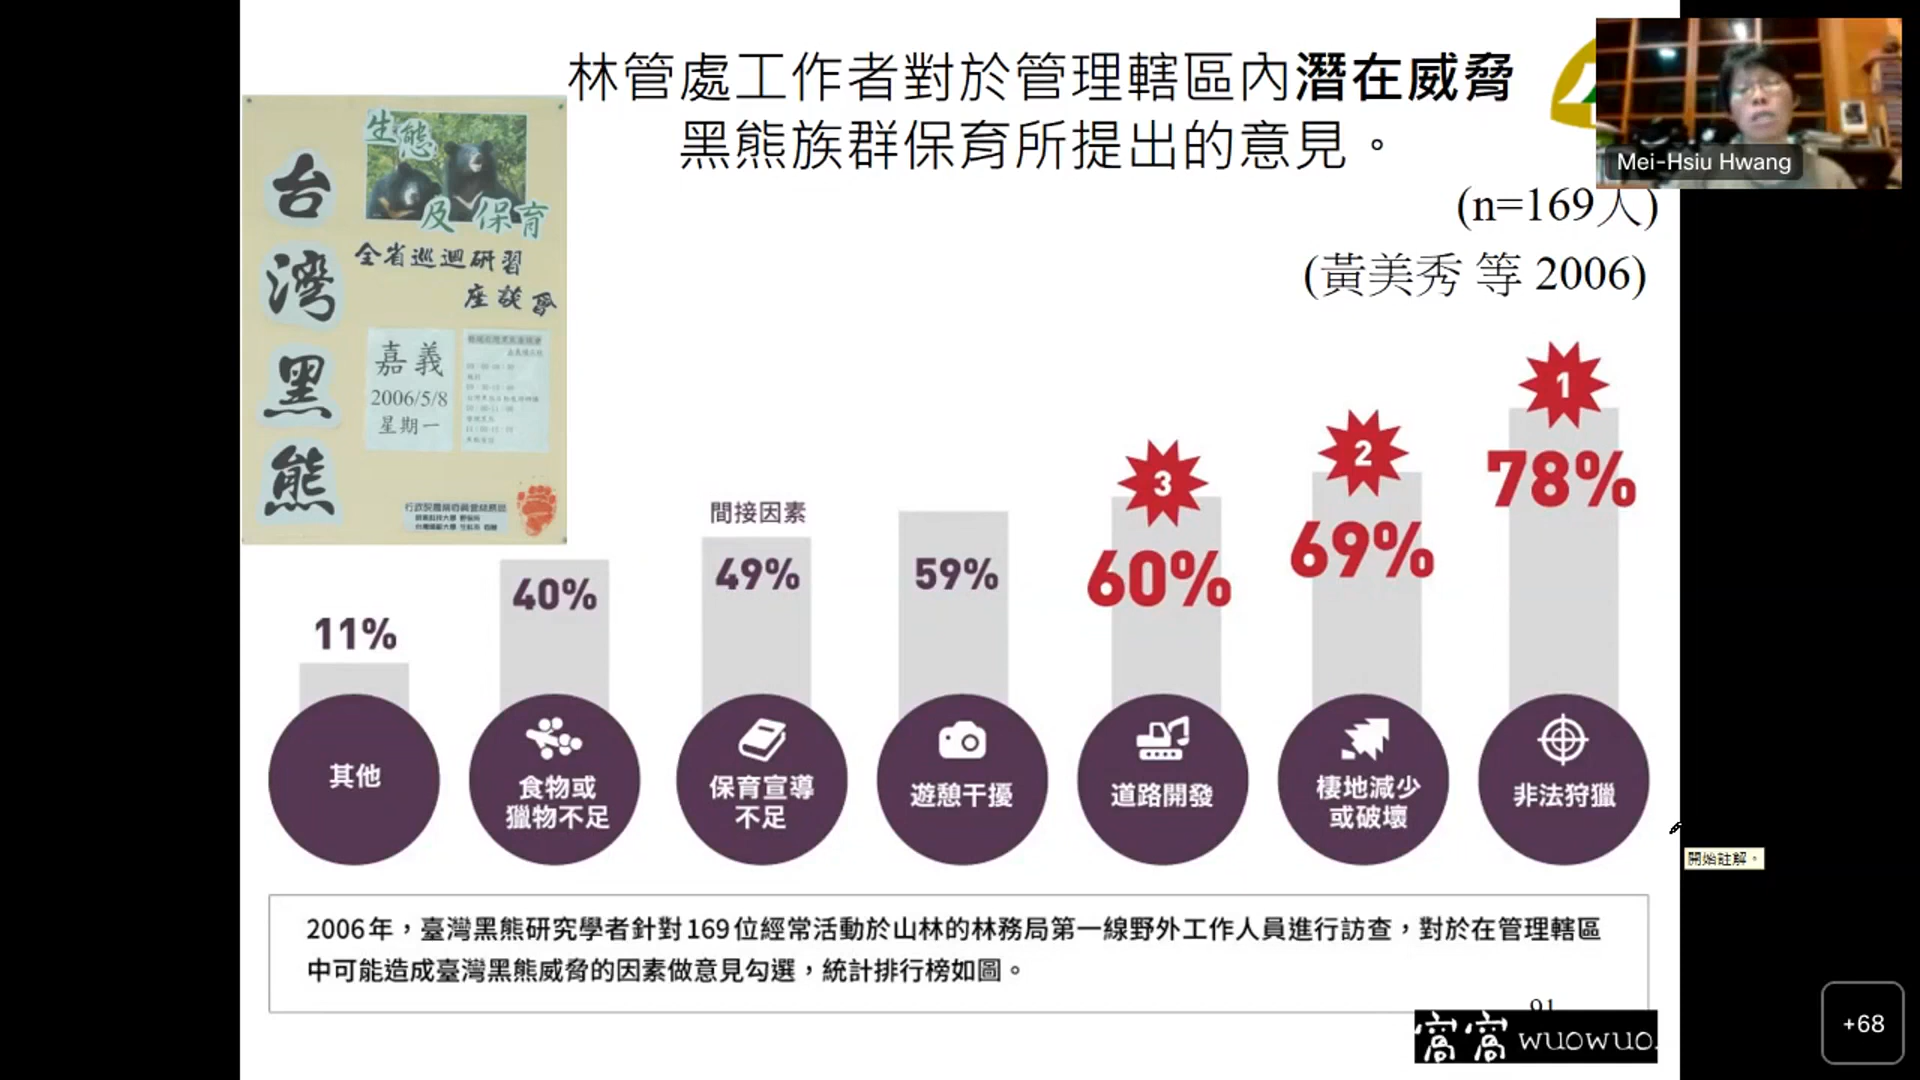 林管處工作者對於管理轄區內潛在威脅
黑熊族群保育所提出的意見。
Mei-Hsiu Hwang
(n=169人)
(黃美秀 等 2006)
台灣黑熊
生態
及保育
全省巡迴研習
座談會
嘉義
2006/5/8
星期一
1
78%
2
69%
3
60%
59%
間接因素
49%
40%
11%
其他
食物或
獵物不足
保育宣導
不足
遊憩干擾
道路開發
棲地減少
或破壞
非法狩獵
開始註解。
2006年，臺灣黑熊研究學者針對169位經常活動於山林的林務局第一線野外工作人員進行訪查，對於在管理轄區
中可能造成臺灣黑熊威脅的因素做意見勾選，統計排行榜如圖。
窩窩 wuowuo
+68